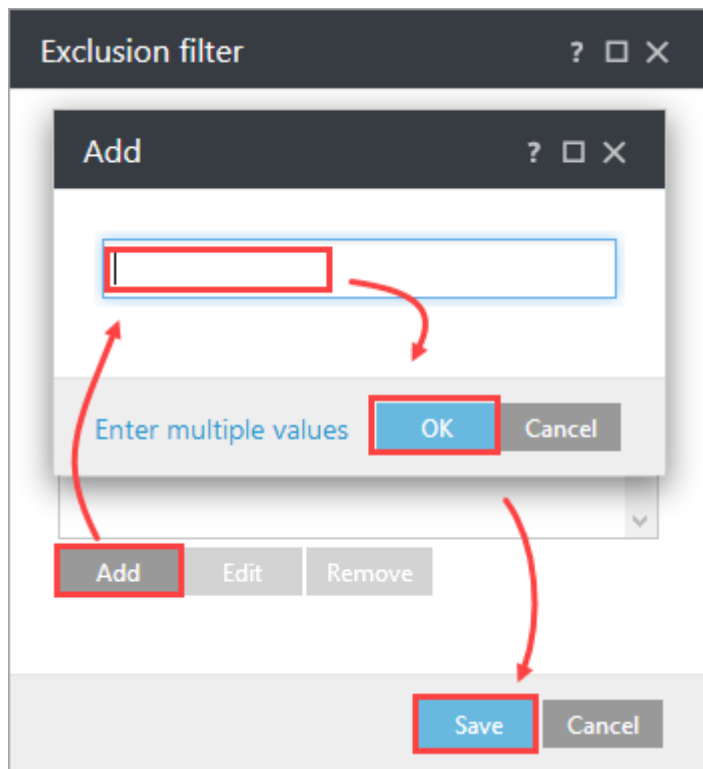 Exclusion filter
Add
Enter multiple values OK Cancel
Add Edit Remove
Save Cancel